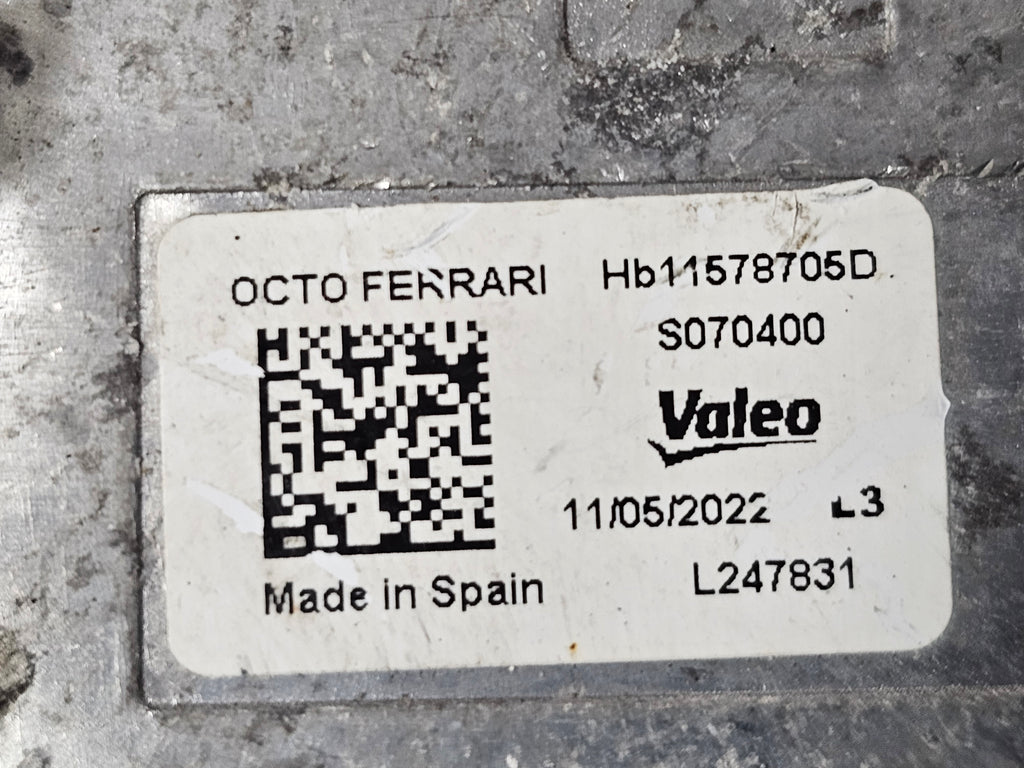 OCTO FERRARI Hb11578705D
S070400
Valeo
11/05/2022 L3
Made in Spain L247831